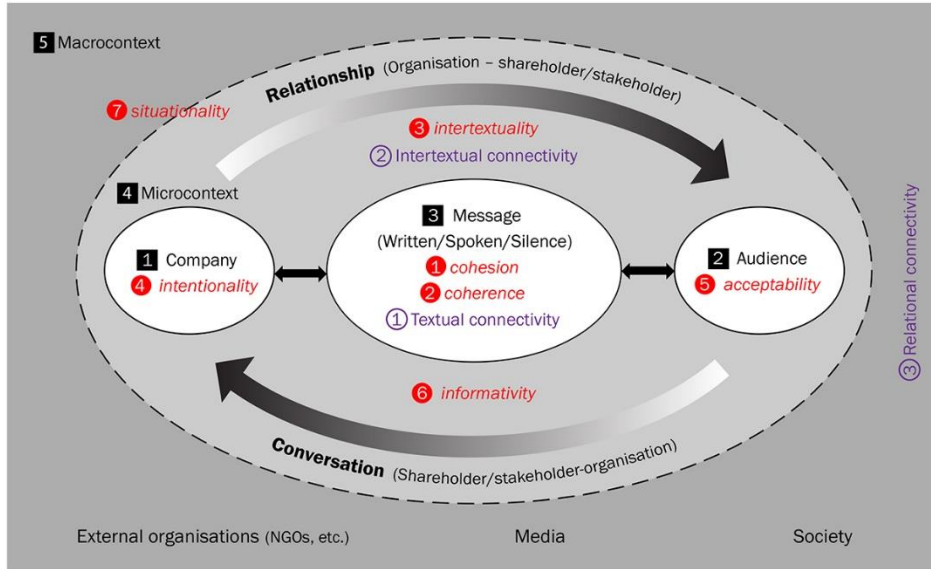 5 Macrocontext
Relationship (Organisation – shareholder/stakeholder)
7 situationality
3 intertextuality
2 Intertextual connectivity
4 Microcontext
3 Message
(Written/Spoken/Silence)
1 Company
4 intentionality
1 cohesion
2 coherence
1 Textual connectivity
2 Audience
5 acceptability
3 Relational connectivity
6 informativity
Conversation (Shareholder/stakeholder-organisation)
External organisations (NGOs, etc.)
Media
Society